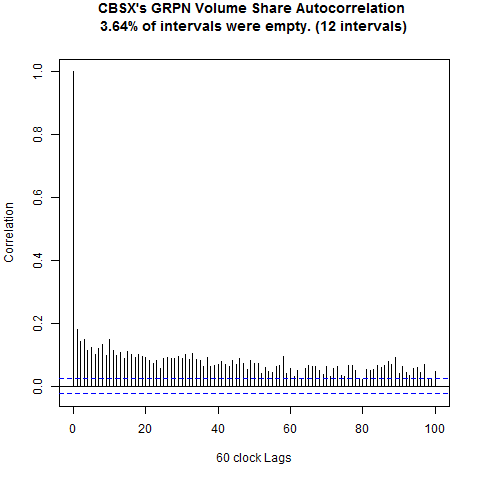 CBSX's GRPN Volume Share Autocorrelation
3.64% of intervals were empty. (12 intervals)
1.0
0.8
0.6
0.4
0.2
0.0
Correlation
0 20 40 60 80 100
60 clock Lags